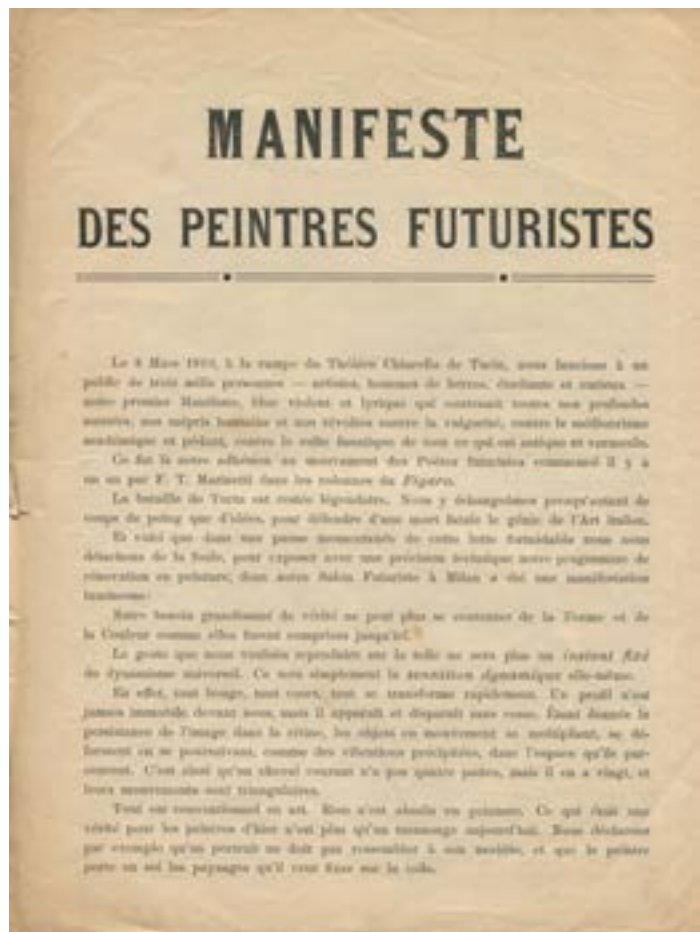 MANIFESTE
DES PEINTRES FUTURISTES
Le 8 Mars 1910, à la rampe du Théâtre Chiarella de Turin, nous lancions à un
public de trois mille personnes — artistes, hommes de lettres, étudiants et curieux —
notre premier Manifeste, bloc violent et lyrique qui contenait toutes nos profondes
nausées, nos mépris hautains et nos révoltes contre la vulgarité, contre le médiocrisme
académique et pédant, contre le culte fanatique de tout ce qui est antique et vermoulu.
Ce fut là notre adhésion au mouvement des Poètes futuristes commencé il y a
un an par F. T. Marinetti dans les colonnes du Figaro.
La bataille de Turin est restée légendaire. Nous y échangeâmes presqu'autant de
coups de poing que d'idées, pour défendre d'une mort fatale le génie de l'Art italien.
Et voici que dans une pause momentanée de cette lutte formidable nous nous
détachons de la foule, pour exposer avec une précision technique notre programme de
rénovation en peinture, dont notre Salon Futuriste à Milan a été une manifestation
lumineuse.
Notre besoin grandissant de vérité ne peut plus se contenter de la Forme et de
la Couleur comme elles furent comprises jusqu'ici.
Le geste que nous voulons reproduire sur la toile ne sera plus un instant fixé
du dynamisme universel. Ce sera simplement la sensation dynamique elle-même.
En effet, tout bouge, tout court, tout se transforme rapidement. Un profil n'est
jamais immobile devant nous, mais il apparaît et disparaît sans cesse. Étant donnée la
persistance de l'image dans la rétine, les objets en mouvement se multipliant, se dé-
forment en se poursuivant, comme des vibrations précipitées, dans l'espace qu'ils par-
courent. C'est ainsi qu'un cheval courant n'a pas quatre pattes, mais il en a vingt, et
leurs mouvements sont triangulaires.
Tout est conventionnel en art. Rien n'est absolu en peinture. Ce qui était une
vérité pour les peintres d'hier n'est plus qu'un mensonge aujourd'hui. Nous déclarons
par exemple qu'un portrait ne doit pas ressembler à son modèle, et que le peintre
porte en soi les paysages qu'il veut fixer sur la toile.